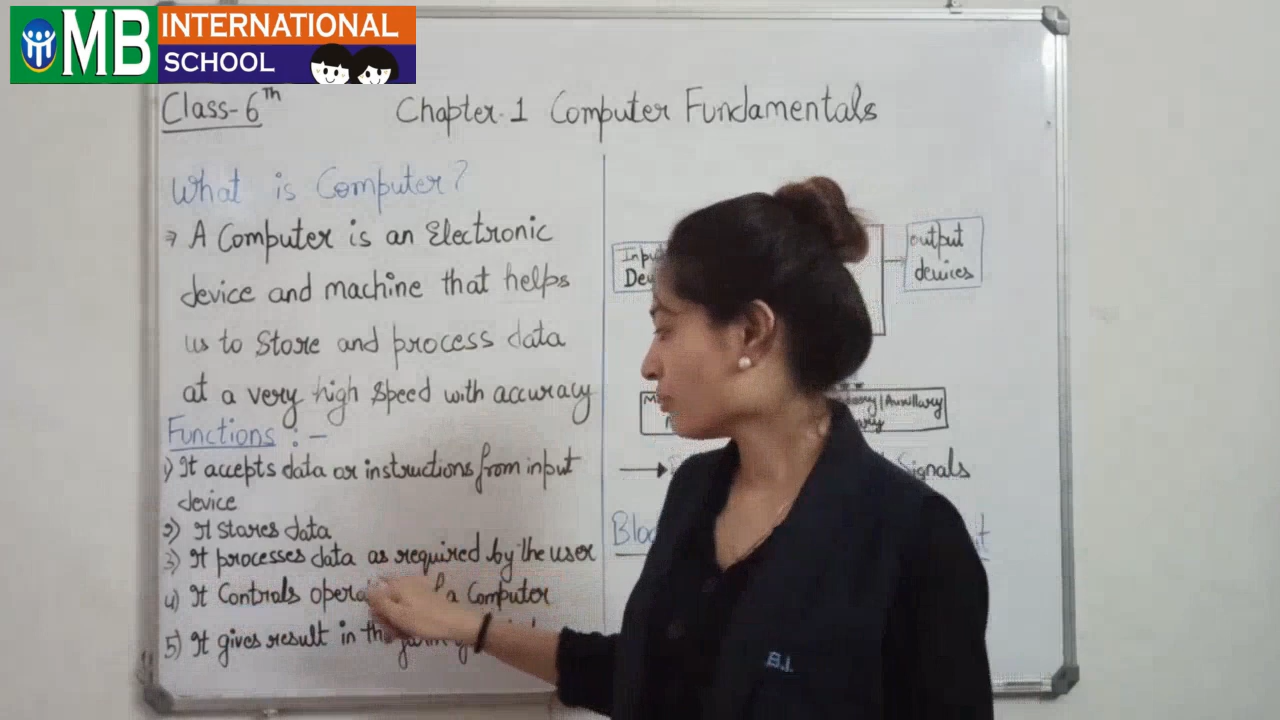 MB INTERNATIONAL
SCHOOL
Class-6th
Chapter-1 Computer Fundamentals
What is Computer?
A Computer is an Electronic
device and machine that helps
us to Store and process data
at a very high speed with accuracy
Functions :-
1) It accepts data or instructions from input
device
2) It stores data
3) It processes data as required by the user
4) It Controls a Computer
5) It gives result in the form
output
devices
Auxillary
Signals
B.I.